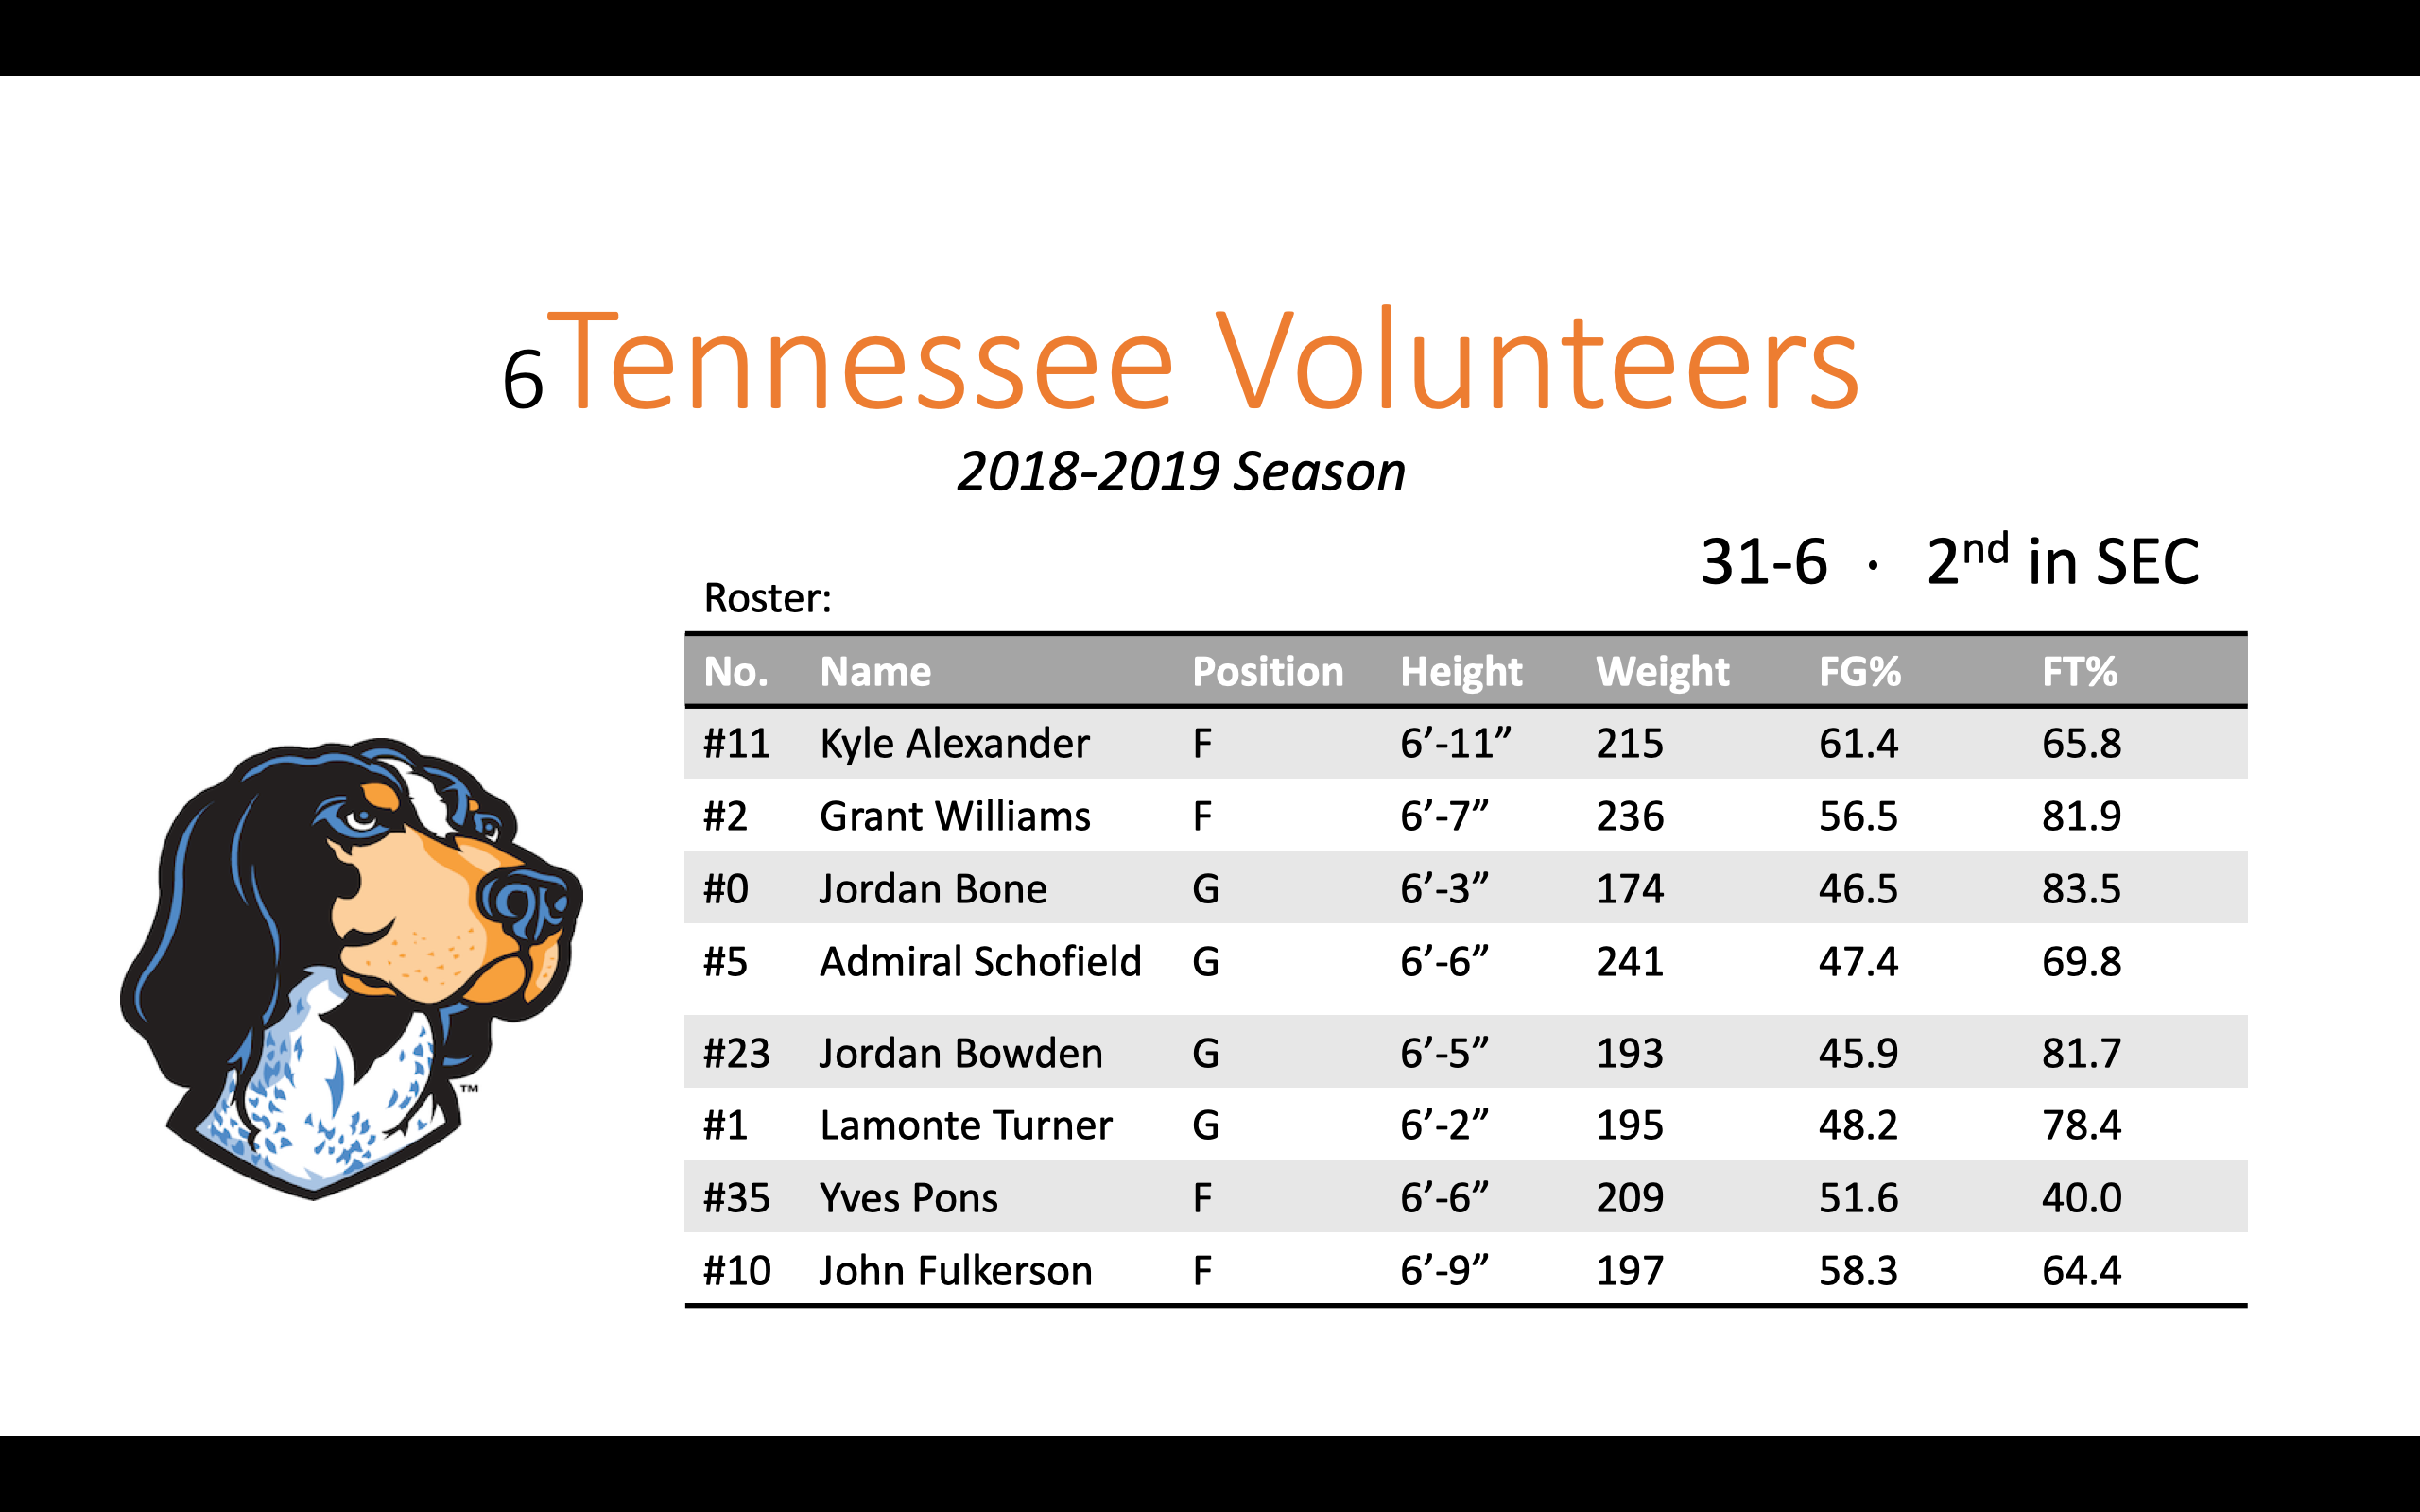 6Tennessee Volunteers
2018-2019 Season
31-6 · 2nd in SEC
Roster:
No. Name Position Height Weight FG% FT%
#11 Kyle Alexander F 6’-11” 215 61.4 65.8
#2 Grant Williams F 6’-7” 236 56.5 81.9
#0 Jordan Bone G 6’-3” 174 46.5 83.5
#5 Admiral Schofield G 6’-6” 241 47.4 69.8
#23 Jordan Bowden G 6’-5” 193 45.9 81.7
#1 Lamonte Turner G 6’-2” 195 48.2 78.4
#35 Yves Pons F 6’-6” 209 51.6 40.0
#10 John Fulkerson F 6’-9” 197 58.3 64.4
TM